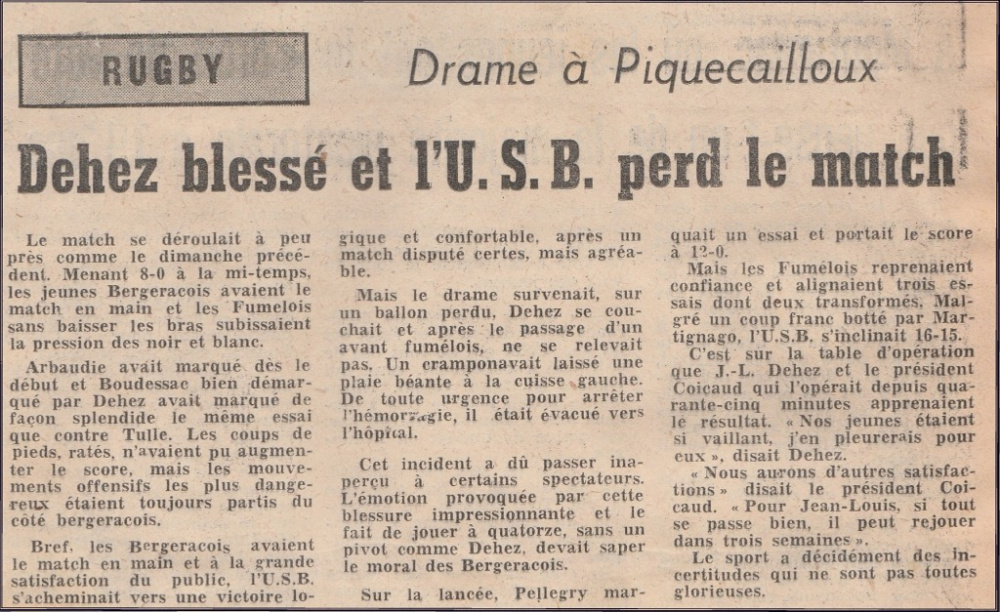 RUGBY
Drame à Piquecailloux
Dehez blessé et l'U.S.B. perd le match
Le match se déroulait à peu
près comme le dimanche précé-
dent. Menant 8-0 à la mi-temps,
les jeunes Bergeracois avaient le
match en main et les Fumelois
sans baisser les bras subissaient
la pression des noir et blanc.
Arbaudie avait marqué dès le
début et Boudessac bien démar-
qué par Dehez avait marqué de
façon splendide le même essai
que contre Tulle. Les coups de
pieds, ratés, n'avaient pu augmen-
ter le score, mais les mouve-
ments offensifs les plus dange-
reux étaient toujours partis du
côté bergeracois.
Bref, les Bergeracois avaient
le match en main et à la grande
satisfaction du public, l'U.S.B.
s'acheminait vers une victoire lo-
gique et confortable, après un
match disputé certes, mais agréa-
ble.
Mais le drame survenait, sur
un ballon perdu, Dehez se cou-
chait et après le passage d'un
avant fumélois, ne se relevait
pas. Un cramponavait laissé une
plaie béante à la cuisse gauche.
De toute urgence pour arrêter
l'hémorragie, il était évacué vers
l'hôpital.
Cet incident a dû passer ina-
perçu à certains spectateurs.
L'émotion provoquée par cette
blessure impressionnante et le
fait de jouer à quatorze, sans un
pivot comme Dehez, devait saper
le moral des Bergeracois.
Sur la lancée, Pellegry mar-
quait un essai et portait le score
à 12-0.
Mais les Fumélois reprenaient
confiance et alignaient trois es-
sais dont deux transformés. Mal-
gré un coup franc botté par Mar-
tignago, l'U.S.B. s'inclinait 16-15.
C'est sur la table d'opération
que J.-L. Dehez et le président
Coicaud qui l'opérait depuis qua-
rante-cinq minutes apprenaient
le résultat. « Nos jeunes étaient
si vaillant, j'en pleurerais pour
eux », disait Dehez.
« Nous aurons d'autres satisfac-
tions » disait le président Coi-
caud. « Pour Jean-Louis, si tout
se passe bien, il peut rejouer
dans trois semaines ».
Le sport a décidément des in-
certitudes qui ne sont pas toutes
glorieuses.